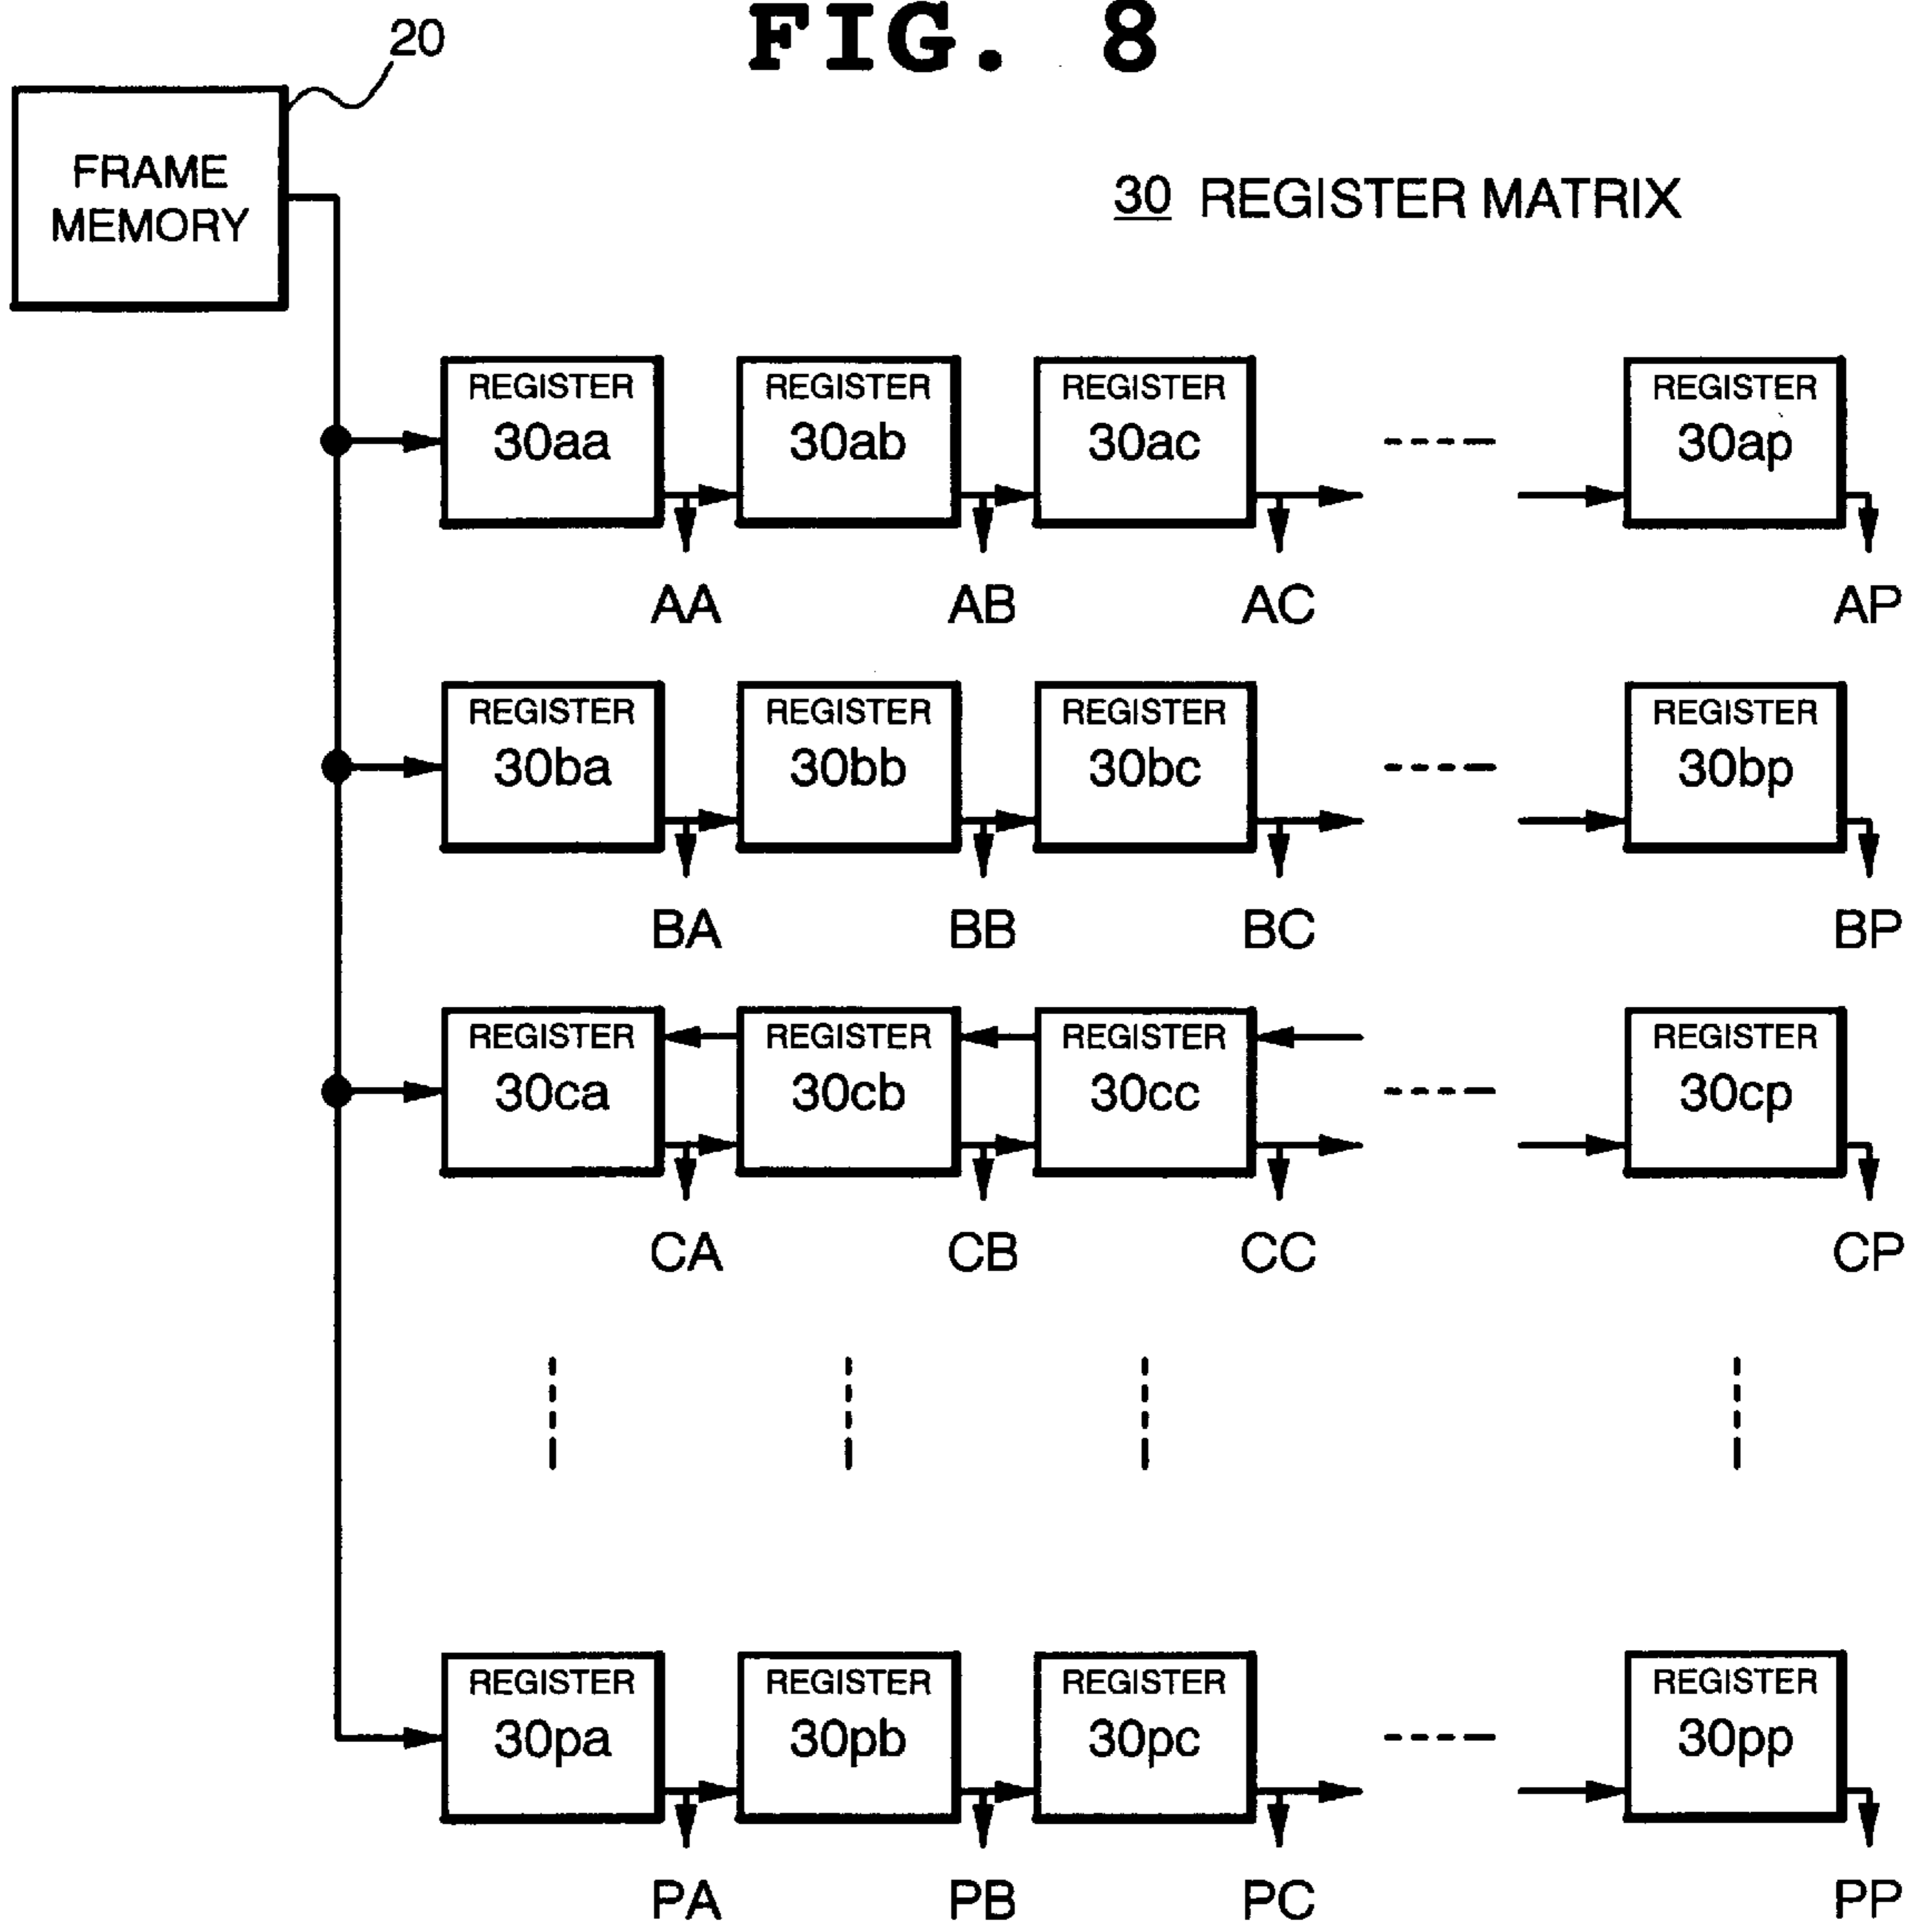 FIG. 8
20
FRAME
MEMORY
30 REGISTER MATRIX
REGISTER REGISTER REGISTER REGISTER
30aa 30ab 30ac 30ap
AA AB AC AP
REGISTER REGISTER REGISTER REGISTER
30ba 30bb 30bc 30bp
BA BB BC BP
REGISTER REGISTER REGISTER REGISTER
30ca 30cb 30cc 30cp
CA CB CC CP
REGISTER REGISTER REGISTER REGISTER
30pa 30pb 30pc 30pp
PA PB PC PP